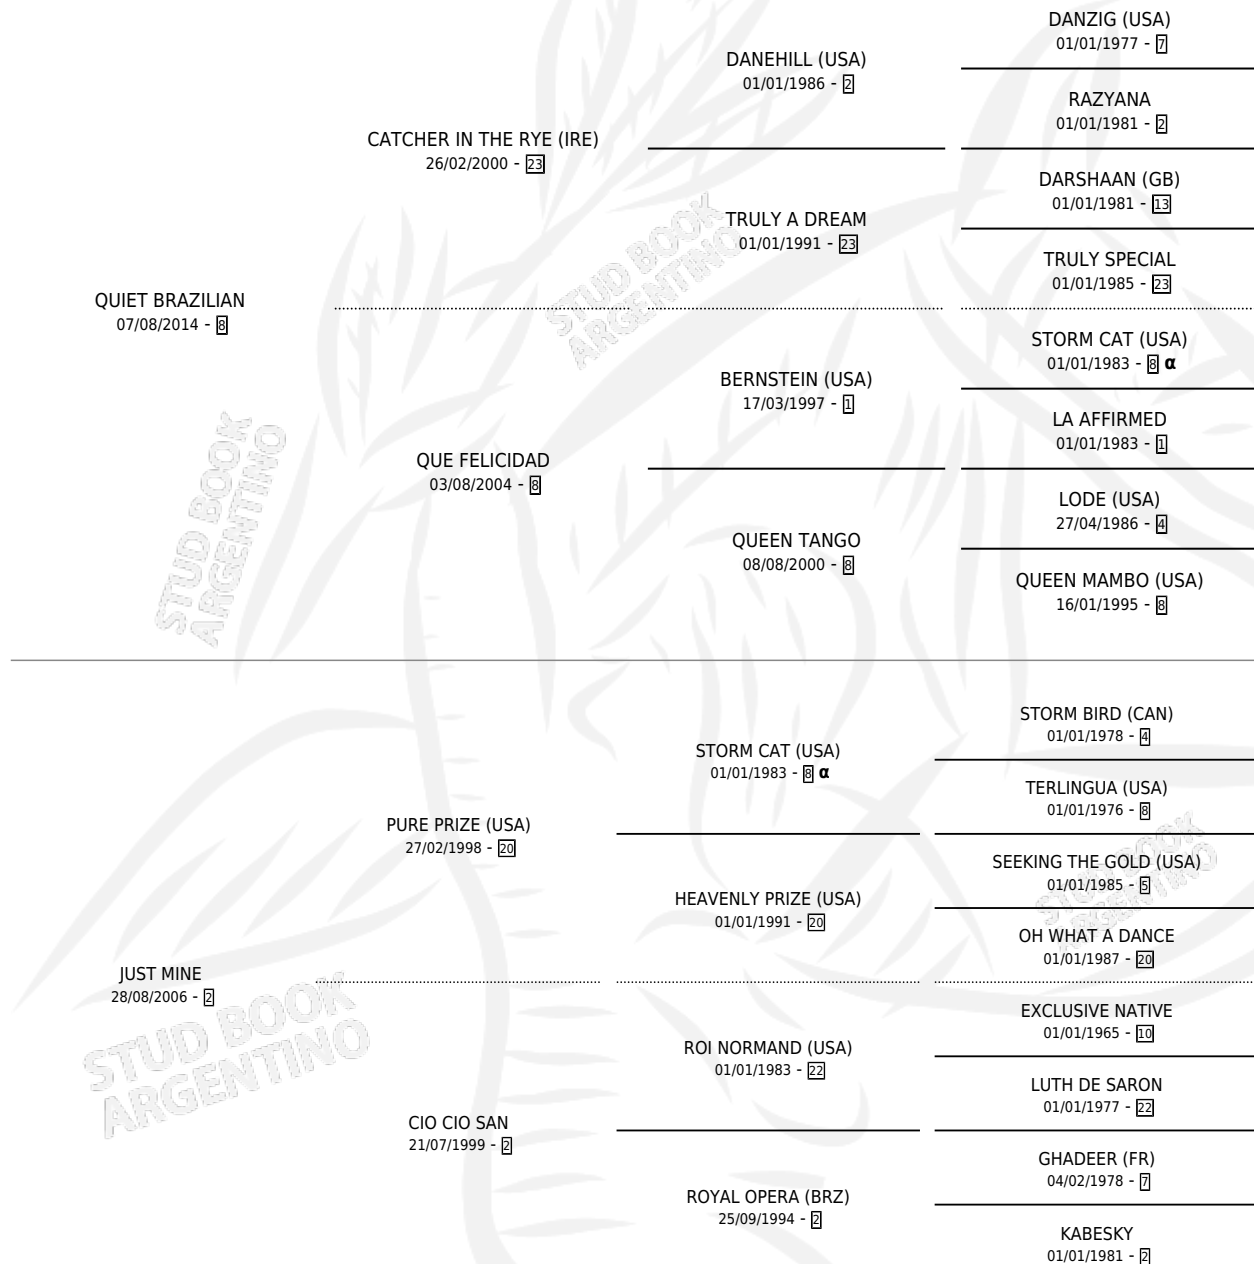 DANZIG (USA)
01/01/1977 - 7
DANEHILL (USA)
01/01/1986 - 2
RAZYANA
01/01/1981 - 2
CATCHER IN THE RYE (IRE)
26/02/2000 - 23
DARSHAAN (GB)
01/01/1981 - 13
TRULY A DREAM
01/01/1991 - 23
TRULY SPECIAL
01/01/1985 - 23
QUIET BRAZILIAN
07/08/2014 - 8
STORM CAT (USA)
01/01/1983 - 8 α
BERNSTEIN (USA)
17/03/1997 - 1
LA AFFIRMED
01/01/1983 - 1
QUE FELICIDAD
03/08/2004 - 8
LODE (USA)
27/04/1986 - 4
QUEEN TANGO
08/08/2000 - 8
QUEEN MAMBO (USA)
16/01/1995 - 8
STORM BIRD (CAN)
01/01/1978 - 4
STORM CAT (USA)
01/01/1983 - 8 α
TERLINGUA (USA)
01/01/1976 - 8
PURE PRIZE (USA)
27/02/1998 - 20
SEEKING THE GOLD (USA)
01/01/1985 - 5
HEAVENLY PRIZE (USA)
01/01/1991 - 20
OH WHAT A DANCE
01/01/1987 - 20
JUST MINE
28/08/2006 - 2
EXCLUSIVE NATIVE
01/01/1965 - 10
ROI NORMAND (USA)
01/01/1983 - 22
LUTH DE SARON
01/01/1977 - 22
CIO CIO SAN
21/07/1999 - 2
GHADEER (FR)
04/02/1978 - 7
ROYAL OPERA (BRZ)
25/09/1994 - 2
KABESKY
01/01/1981 - 2
STUD BOOK
ARGENTINO
STUD BOOK
ARGENTINO
STUD BOOK
ARGENTINO
STUD BOOK
ARGENTINO